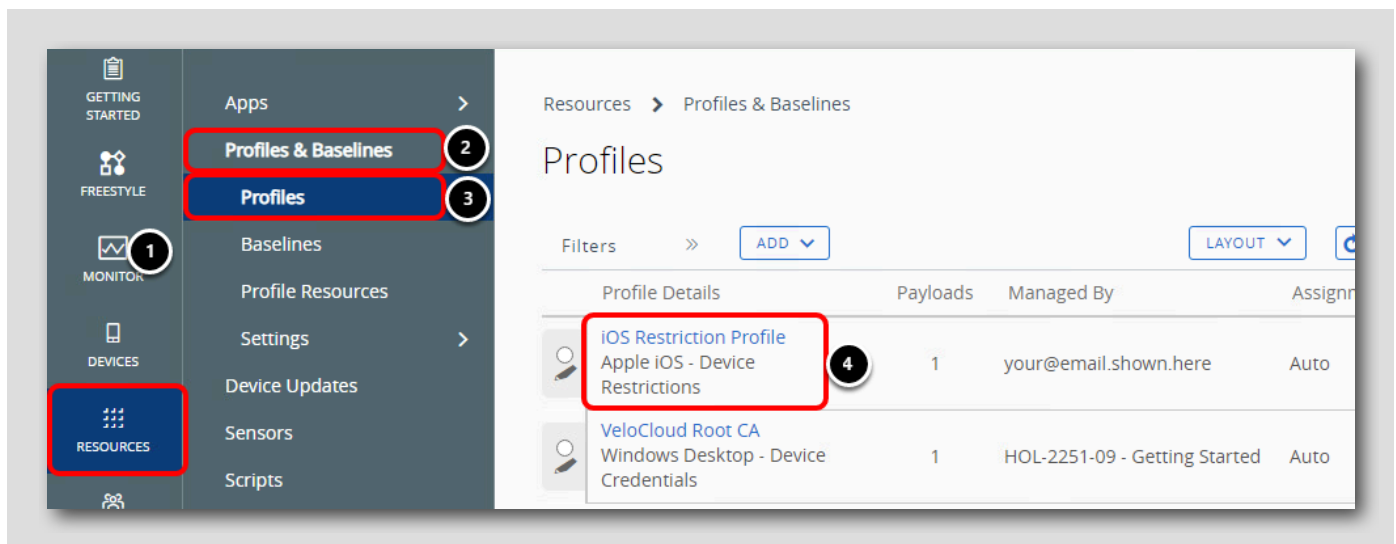 GETTING
STARTED
FREESTYLE
1
MONITOR
DEVICES
RESOURCES
Apps
Profiles & Baselines
2
Profiles
3
Baselines
Profile Resources
Settings
Device Updates
Sensors
Scripts
Resources > Profiles & Baselines
Profiles
Filters » ADD LAYOUT
Profile Details Payloads Managed By Assignm
iOS Restriction Profile
Apple iOS - Device 4 1 your@email.shown.here Auto
Restrictions
VeloCloud Root CA
Windows Desktop - Device 1 HOL-2251-09 - Getting Started Auto
Credentials